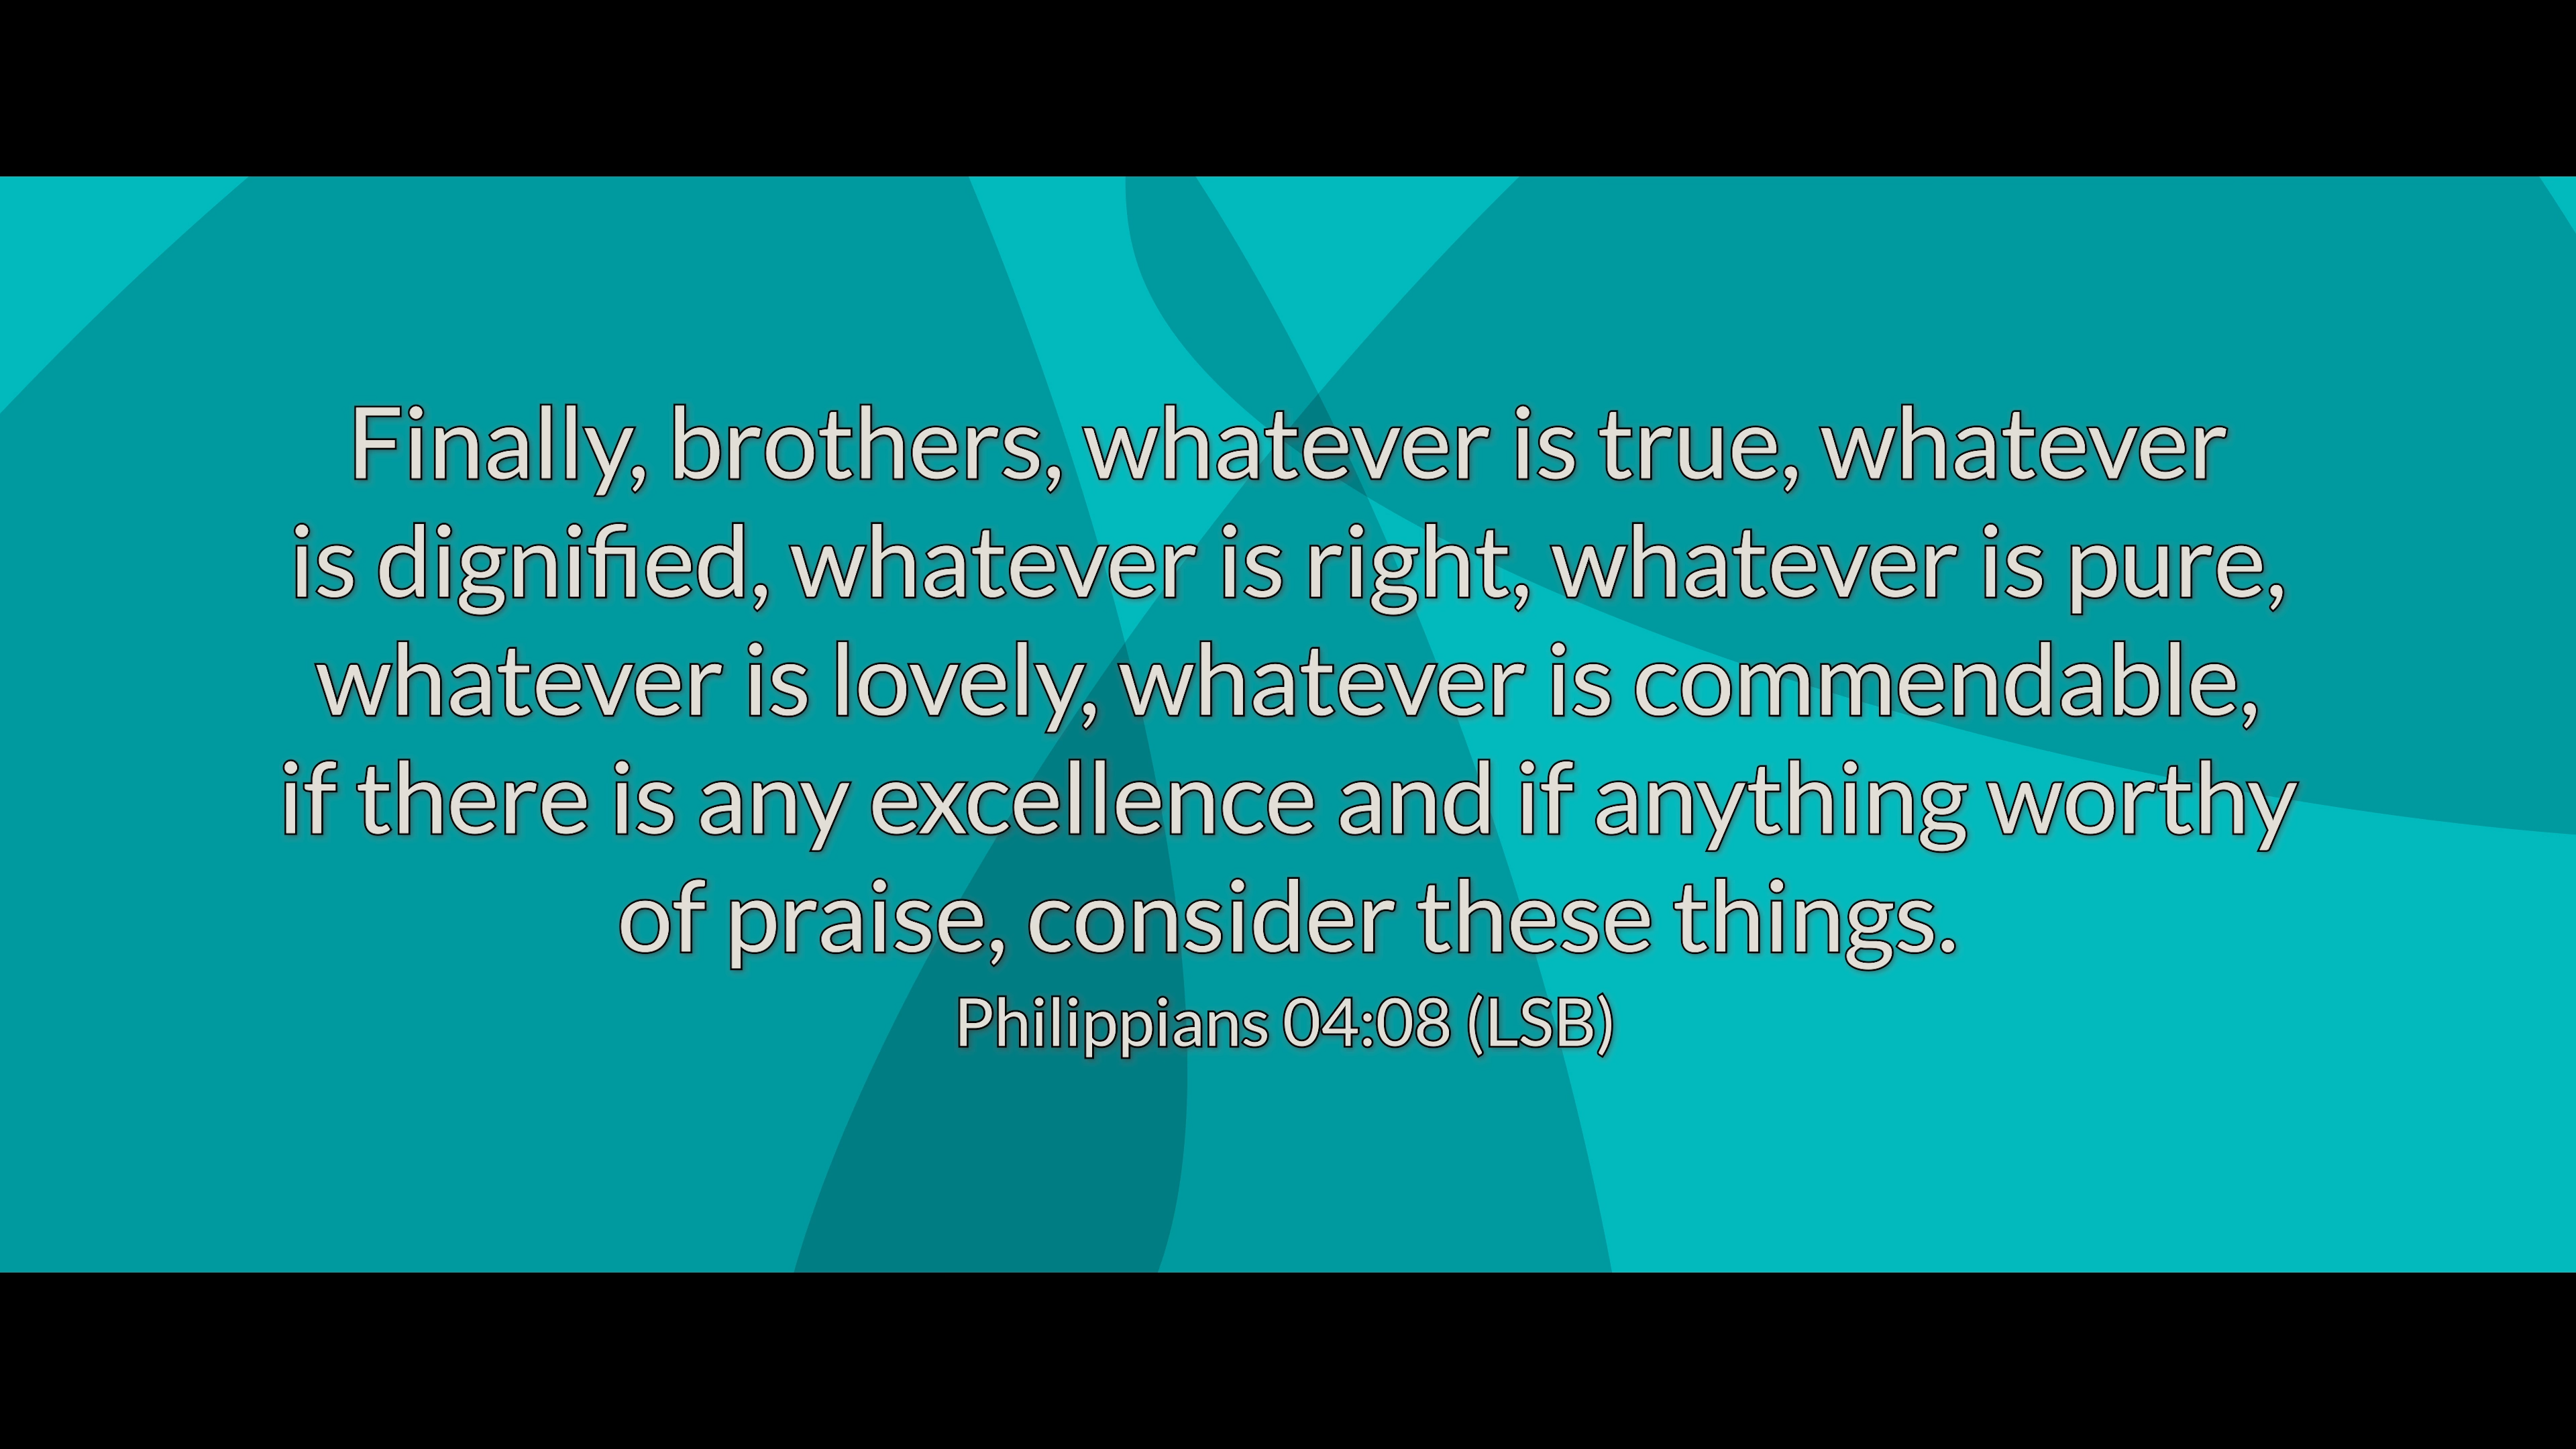 Finally, brothers, whatever is true, whatever
is dignified, whatever is right, whatever is pure,
whatever is lovely, whatever is commendable,
if there is any excellence and if anything worthy
of praise, consider these things.
Philippians 04:08 (LSB)